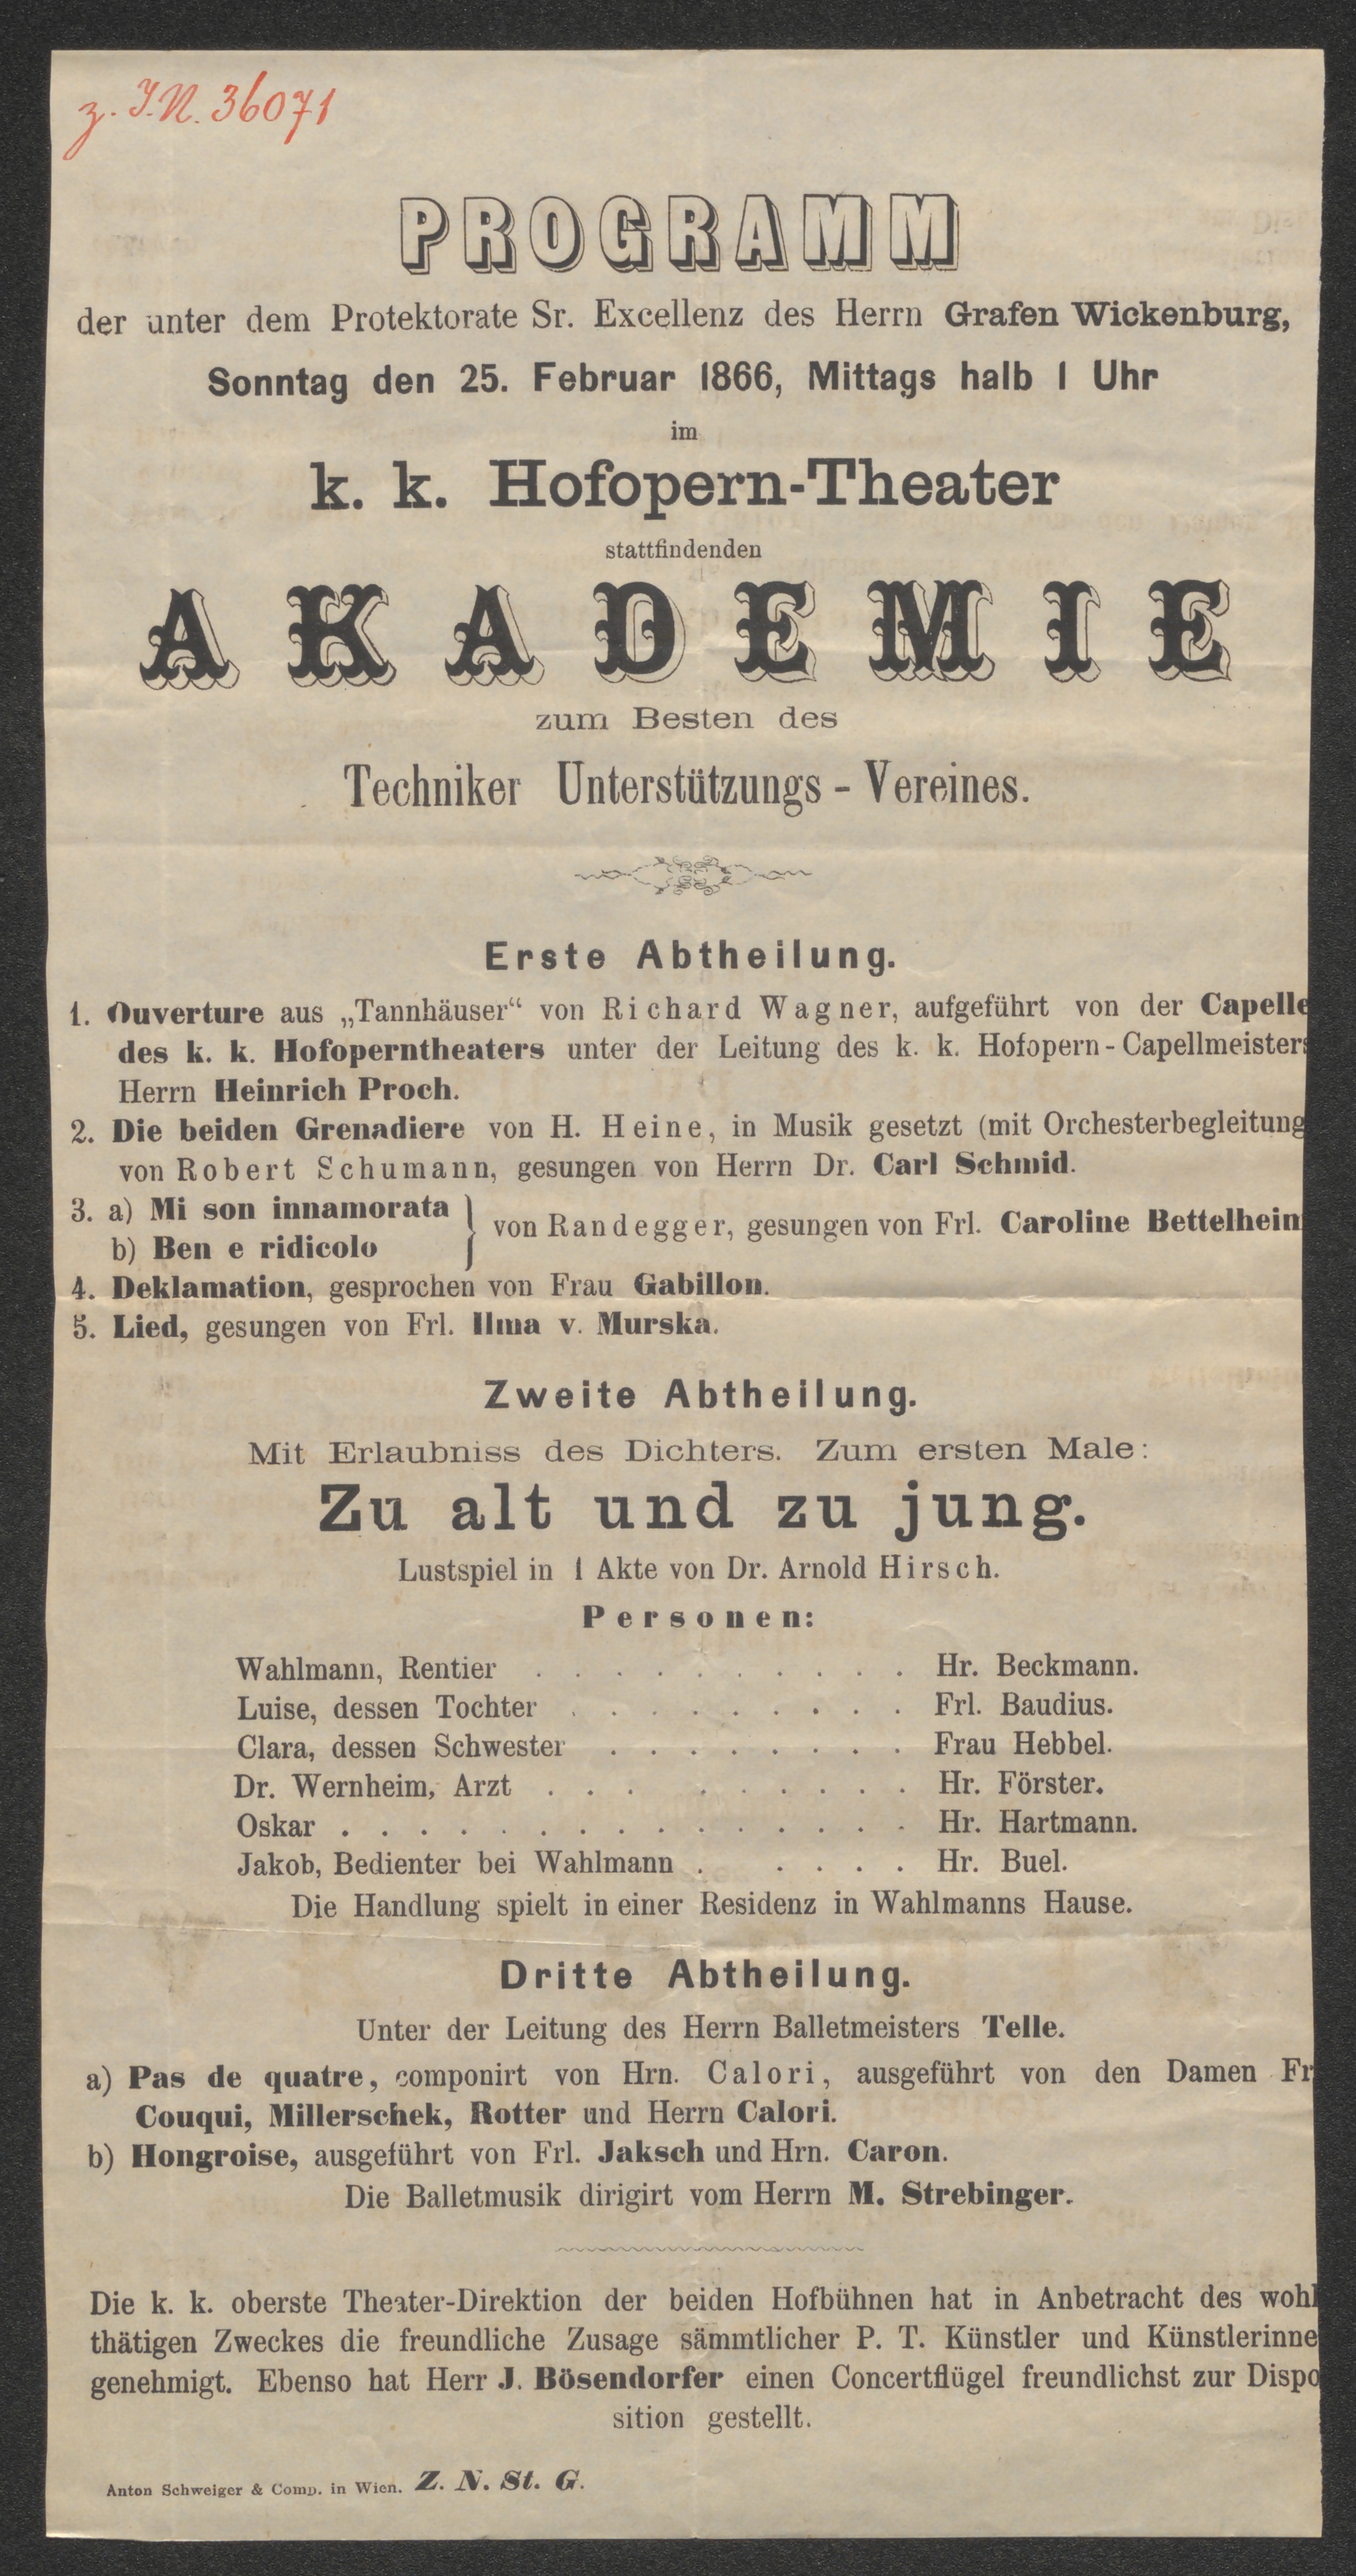 z. I.N. 36071
PROGRAMM
der unter dem Protektorate Sr. Excellenz des Herrn Grafen Wickenburg,
Sonntag den 25. Februar 1866, Mittags halb 1 Uhr
im
k. k. Hofopern-Theater
stattfindenden
AKADEMIE
zum Besten des
Techniker Unterstützungs - Vereines.
Erste Abtheilung.
1. Ouverture aus „Tannhäuser“ von Richard Wagner, aufgeführt von der Capelle
des k. k. Hofoperntheaters unter der Leitung des k. k. Hofopern-Capellmeisters
Herrn Heinrich Proch.
2. Die beiden Grenadiere von H. Heine, in Musik gesetzt (mit Orchesterbegleitung
von Robert Schumann, gesungen von Herrn Dr. Carl Schmid.
3. a) Mi son innamorata
b) Ben e ridicolo
} von Randegger, gesungen von Frl. Caroline Bettelhein
4. Deklamation, gesprochen von Frau Gabillon.
5. Lied, gesungen von Frl. Ilma v. Murska.
Zweite Abtheilung.
Mit Erlaubniss des Dichters. Zum ersten Male:
Zu alt und zu jung.
Lustspiel in 1 Akte von Dr. Arnold Hirsch.
Personen:
Wahlmann, Rentier . . . . . . . . . . Hr. Beckmann.
Luise, dessen Tochter . . . . . . . . . Frl. Baudius.
Clara, dessen Schwester . . . . . . . . Frau Hebbel.
Dr. Wernheim, Arzt . . . . . . . . . Hr. Förster.
Oskar . . . . . . . . . . . . . . . Hr. Hartmann.
Jakob, Bedienter bei Wahlmann . . . . . Hr. Buel.
Die Handlung spielt in einer Residenz in Wahlmanns Hause.
Dritte Abtheilung.
Unter der Leitung des Herrn Balletmeisters Telle.
a) Pas de quatre, componirt von Hrn. Calori, ausgeführt von den Damen Fr
Couqui, Millerschek, Rotter und Herrn Calori.
b) Hongroise, ausgeführt von Frl. Jaksch und Hrn. Caron.
Die Balletmusik dirigirt vom Herrn M. Strebinger.
Die k. k. oberste Theater-Direktion der beiden Hofbühnen hat in Anbetracht des wohl
thätigen Zweckes die freundliche Zusage sämmtlicher P. T. Künstler und Künstlerinne
genehmigt. Ebenso hat Herr J. Bösendorfer einen Concertflügel freundlichst zur Dispo
sition gestellt.
Anton Schweiger & Comp. in Wien. Z. N. St. G.